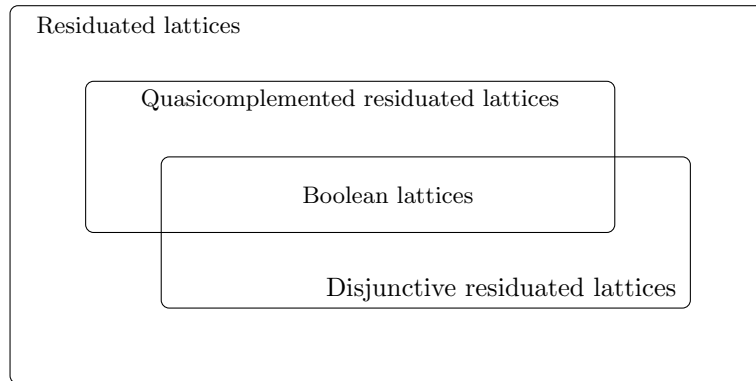 Residuated lattices
Quasicomplemented residuated lattices
Boolean lattices
Disjunctive residuated lattices